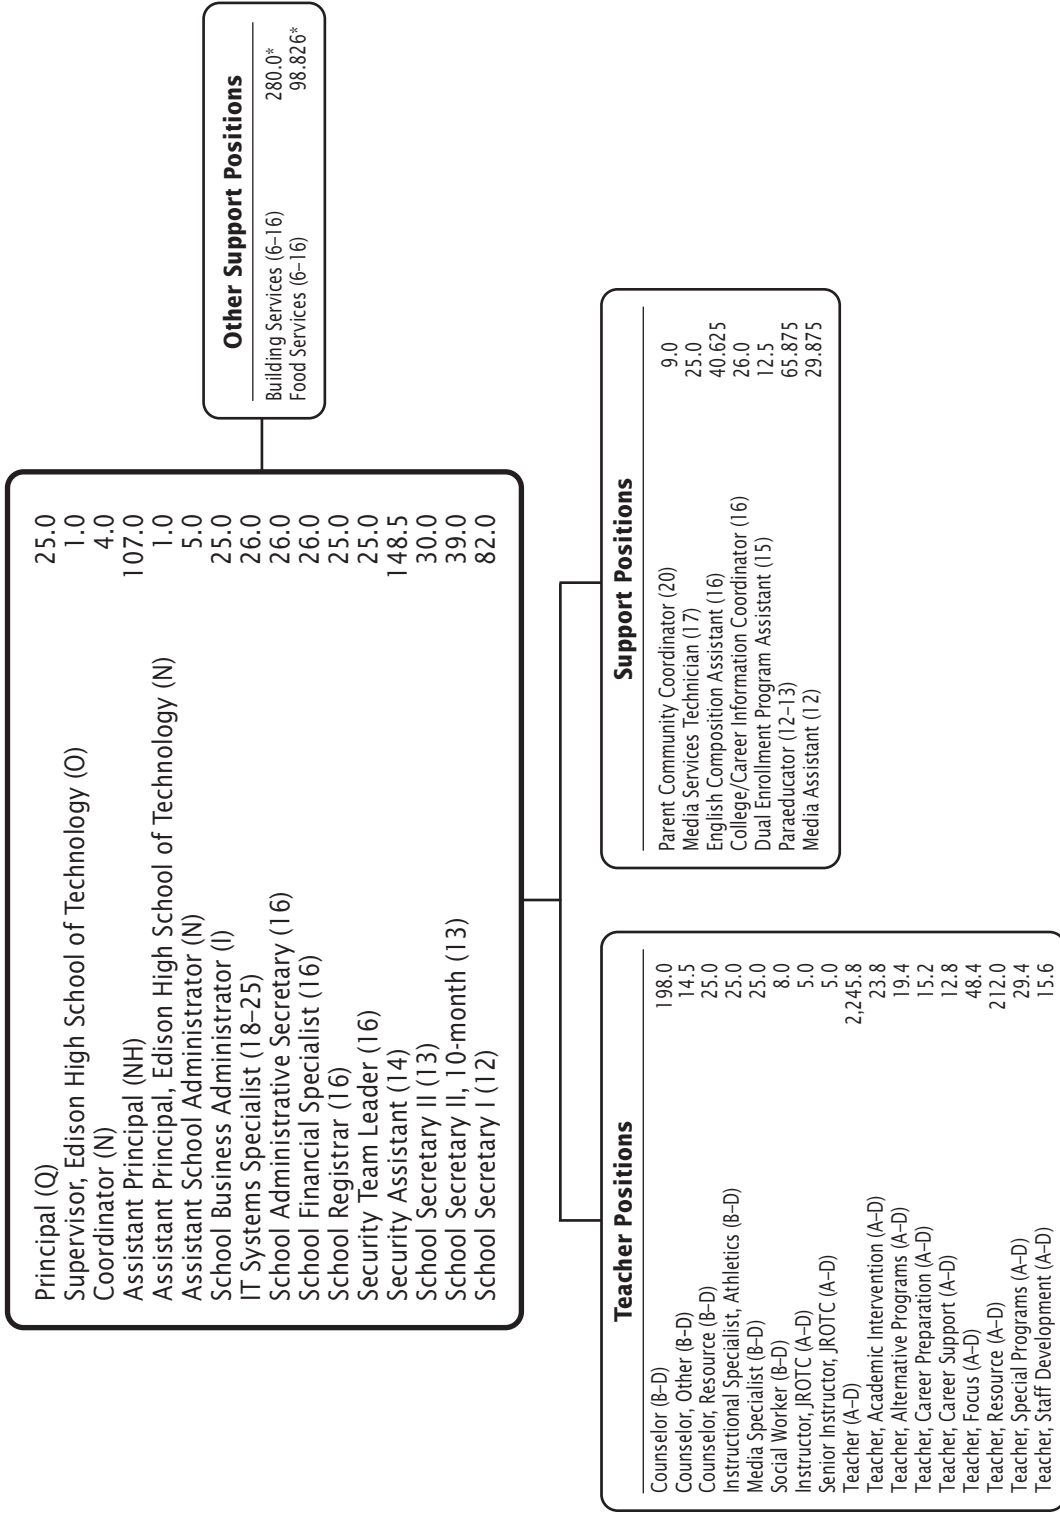 Principal (Q) 25.0
Supervisor, Edison High School of Technology (O) 1.0
Coordinator (N) 4.0
Assistant Principal (NH) 107.0
Assistant Principal, Edison High School of Technology (N) 1.0
Assistant School Administrator (N) 5.0
School Business Administrator (I) 25.0
IT Systems Specialist (18–25) 26.0
School Administrative Secretary (16) 26.0
School Financial Specialist (16) 26.0
School Registrar (16) 25.0
Security Team Leader (16) 25.0
Security Assistant (14) 148.5
School Secretary II (13) 30.0
School Secretary II, 10-month (13) 39.0
School Secretary I (12) 82.0
Other Support Positions
Building Services (6–16) 280.0*
Food Services (6–16) 98.826*
Teacher Positions
Counselor (B–D) 198.0
Counselor, Other (B–D) 14.5
Counselor, Resource (B–D) 25.0
Instructional Specialist, Athletics (B–D) 25.0
Media Specialist (B–D) 25.0
Social Worker (B–D) 8.0
Instructor, JROTC (A–D) 5.0
Senior Instructor, JROTC (A–D) 5.0
Teacher (A–D) 2,245.8
Teacher, Academic Intervention (A–D) 23.8
Teacher, Alternative Programs (A–D) 19.4
Teacher, Career Preparation (A–D) 15.2
Teacher, Career Support (A–D) 12.8
Teacher, Focus (A–D) 48.4
Teacher, Resource (A–D) 212.0
Teacher, Special Programs (A–D) 29.4
Teacher, Staff Development (A–D) 15.6
Support Positions
Parent Community Coordinator (20) 9.0
Media Services Technician (17) 25.0
English Composition Assistant (16) 40.625
College/Career Information Coordinator (16) 26.0
Dual Enrollment Program Assistant (15) 12.5
Paraeducator (12–13) 65.875
Media Assistant (12) 29.875